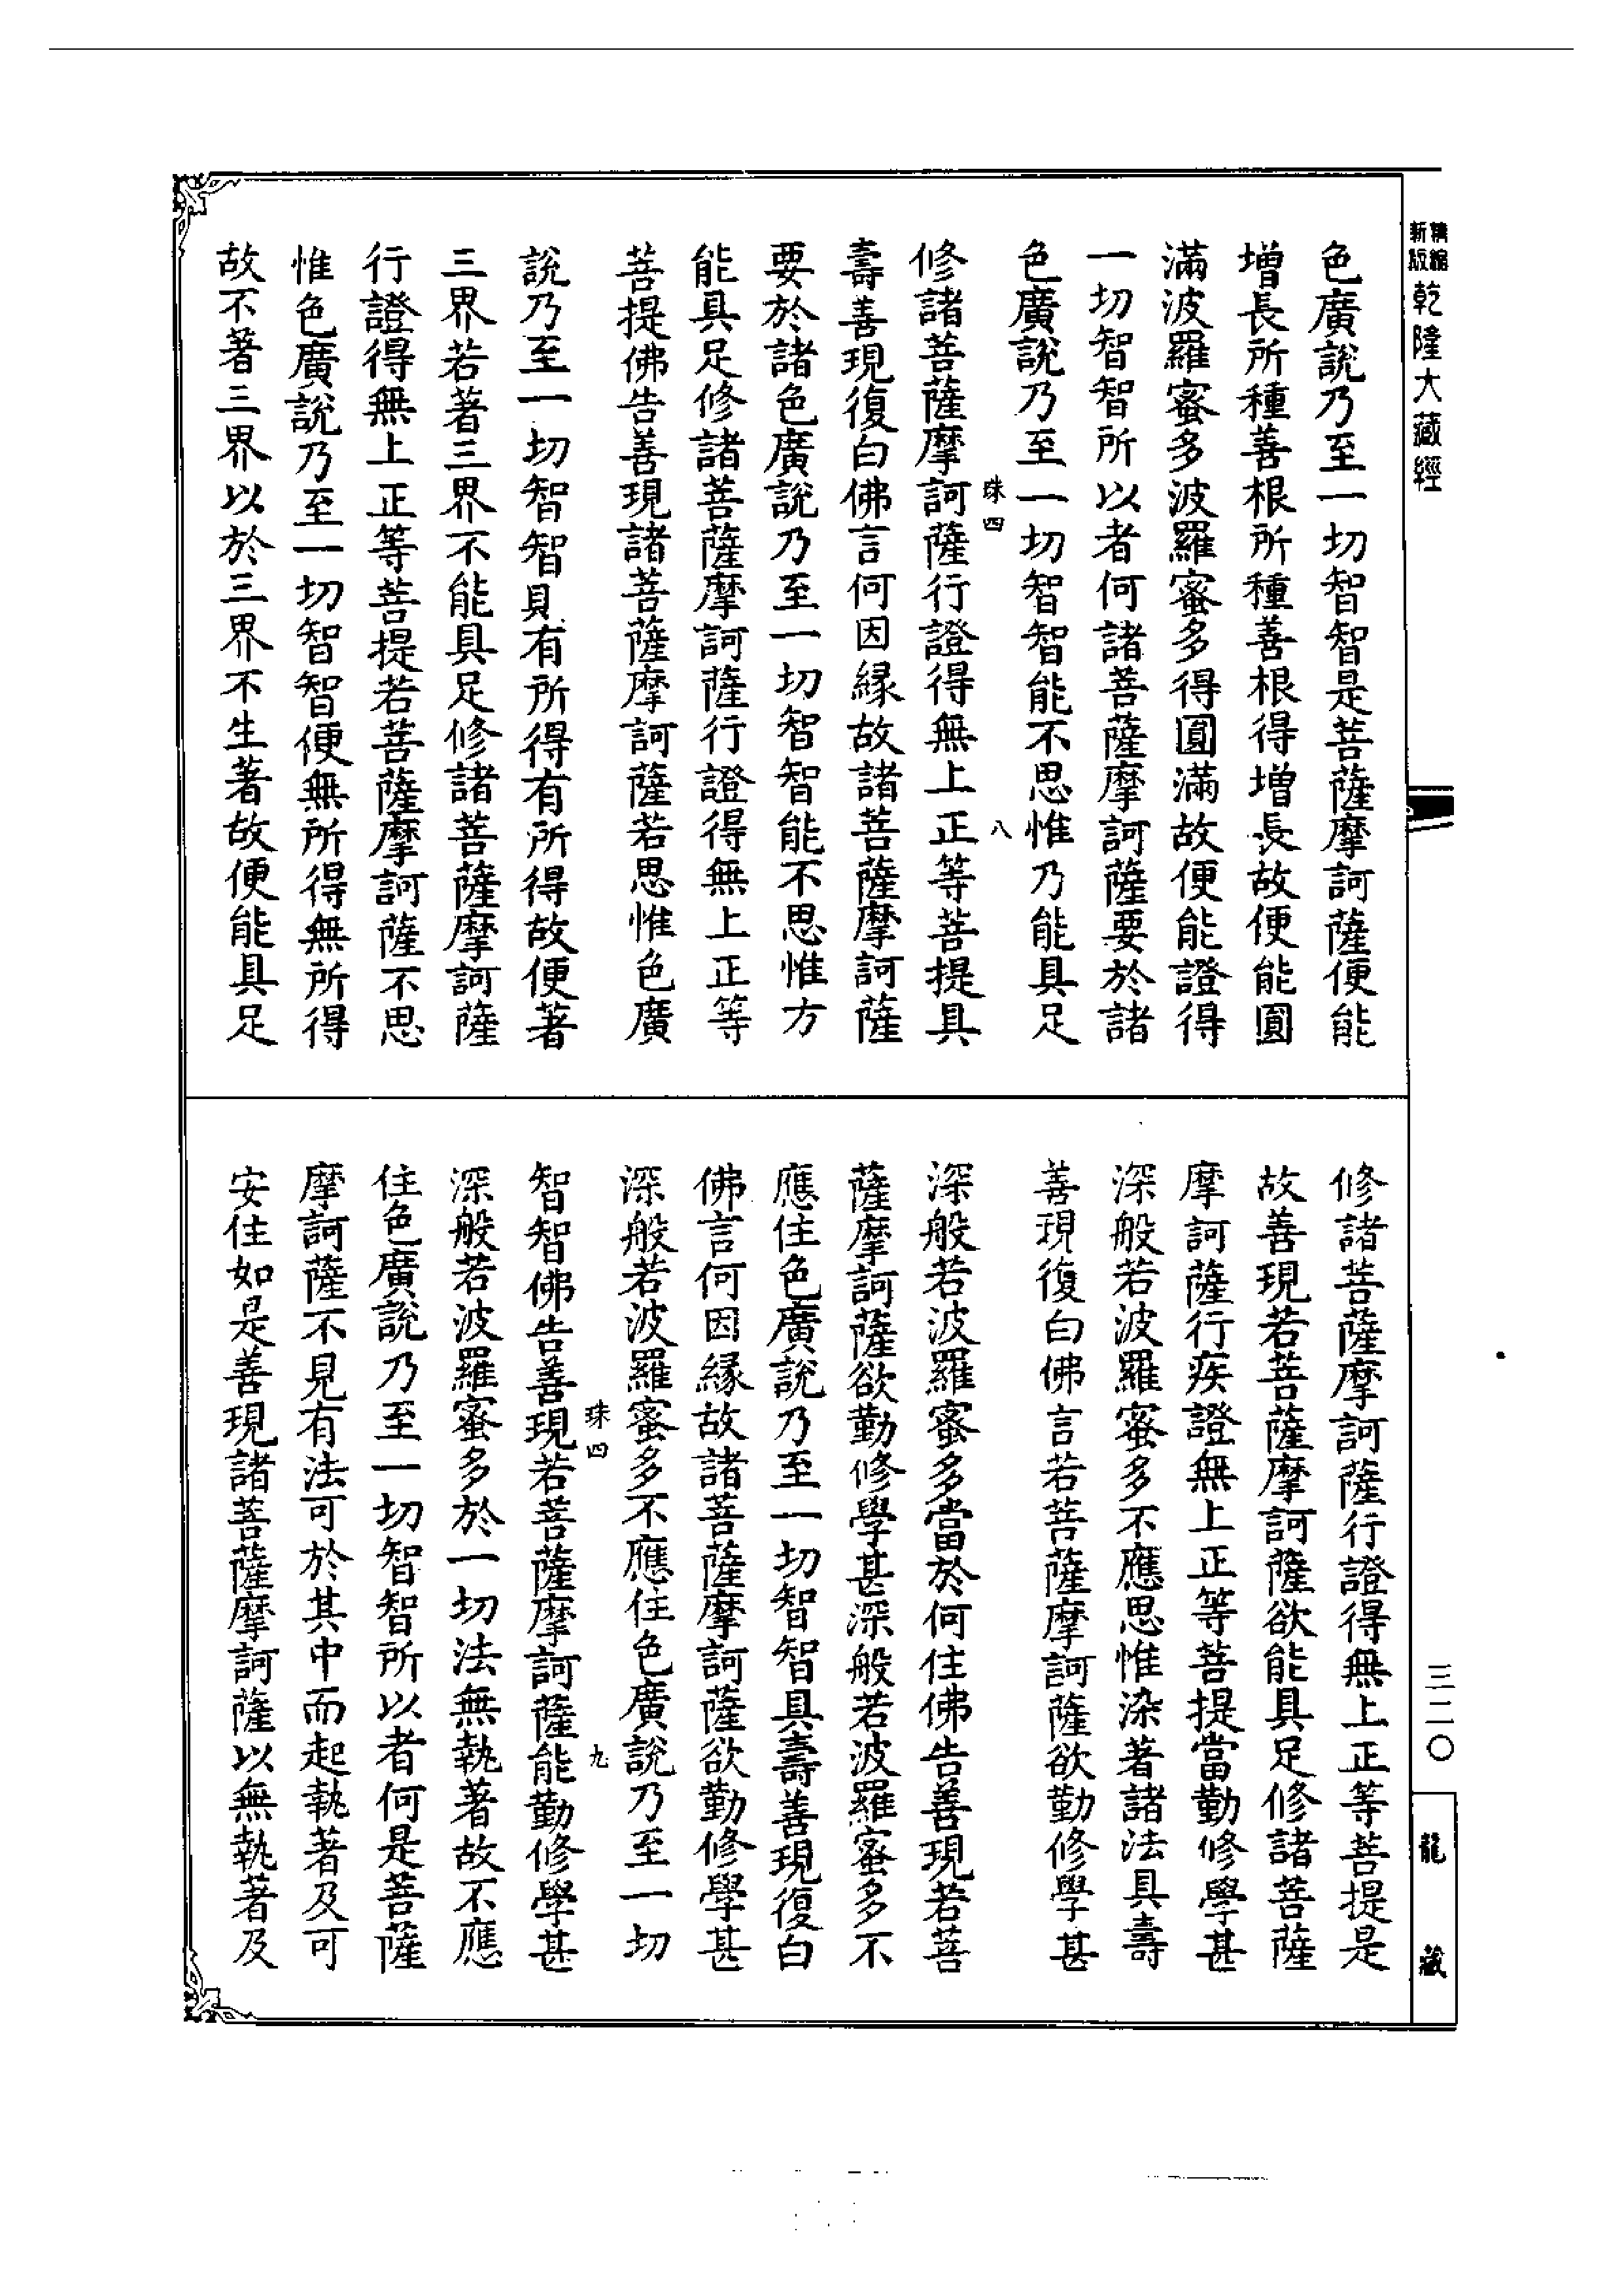 精縮新版乾隆大藏經
色廣說乃至一切智智是菩薩摩訶薩便能
增長所種善根所種善根得增長故便能圓
滿波羅蜜多波羅蜜多得圓滿故便能證得
一切智智所以者何諸菩薩摩訶薩要於諸
色廣說乃至一切智智能不思惟乃能具足
珠四 八
修諸菩薩摩訶薩行證得無上正等菩提具
壽善現復白佛言何因緣故諸菩薩摩訶薩
要於諸色廣說乃至一切智智能不思惟方
能具足修諸菩薩摩訶薩行證得無上正等
菩提佛告善現諸菩薩摩訶薩若思惟色廣
說乃至一切智智具有所得有所得故便著
三界若著三界不能具足修諸菩薩摩訶薩
行證得無上正等菩提若菩薩摩訶薩不思
惟色廣說乃至一切智智便無所得無所得
故不著三界以於三界不生著故便能具足
修諸菩薩摩訶薩行證得無上正等菩提是
故善現若菩薩摩訶薩欲能具足修諸菩薩
摩訶薩行疾證無上正等菩提當勤修學甚
深般若波羅蜜多不應思惟染著諸法具壽
善現復白佛言若菩薩摩訶薩欲勤修學甚
深般若波羅蜜多當於何住佛告善現若菩
薩摩訶薩欲勤修學甚深般若波羅蜜多不
應住色廣說乃至一切智智具壽善現復白
佛言何因緣故諸菩薩摩訶薩欲勤修學甚
深般若波羅蜜多不應住色廣說乃至一切
珠四 九
智智佛告善現若菩薩摩訶薩能勤修學甚
深般若波羅蜜多於一切法無執著故不應
住色廣說乃至一切智智所以者何是菩薩
摩訶薩不見有法可於其中而起執著及可
安住如是善現諸菩薩摩訶薩以無執著及
三二〇
龍藏